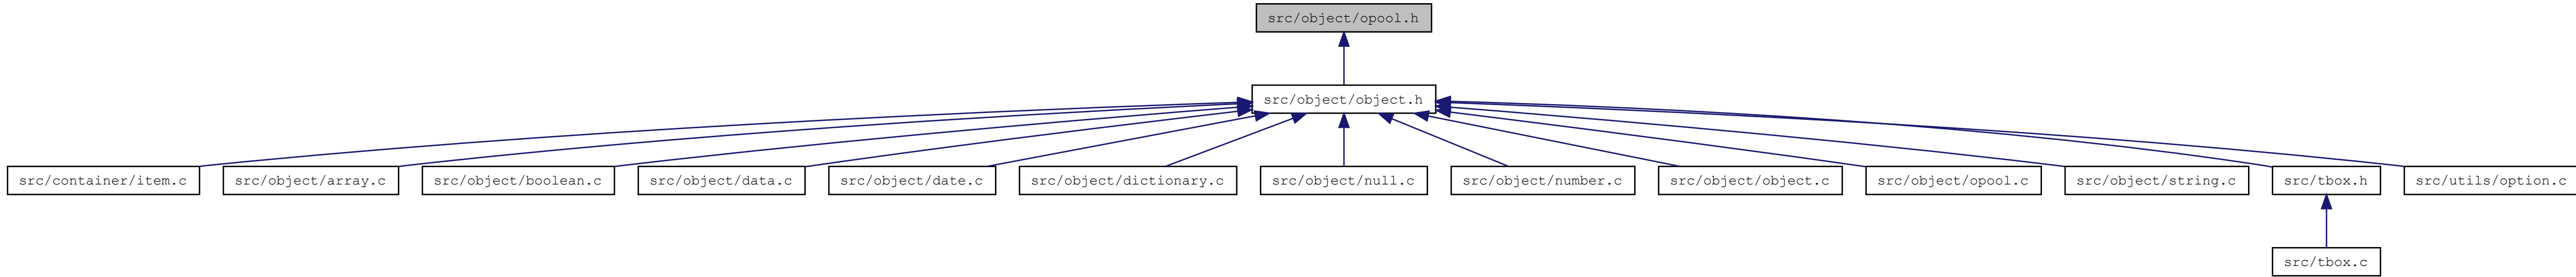 src/object/opool.h
src/object/object.h
src/container/item.c
src/object/array.c
src/object/boolean.c
src/object/data.c
src/object/date.c
src/object/dictionary.c
src/object/null.c
src/object/number.c
src/object/object.c
src/object/opool.c
src/object/string.c
src/tbox.h
src/utils/option.c
src/tbox.c